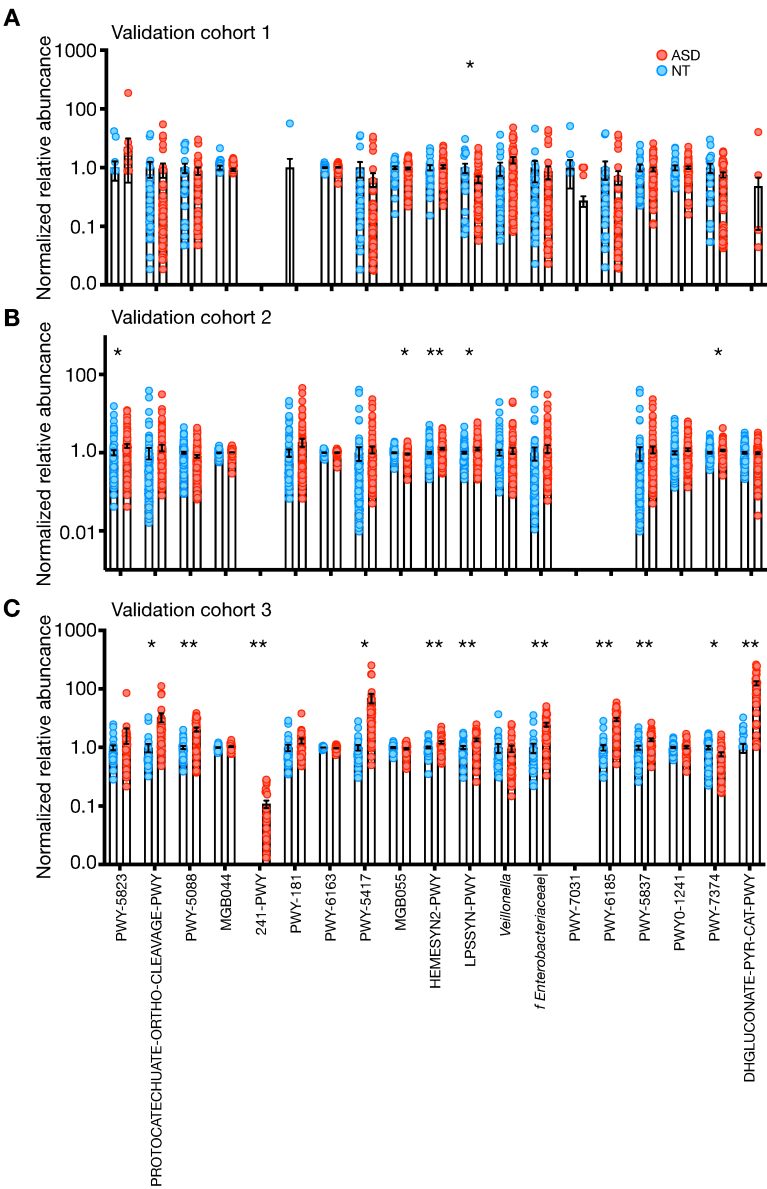 A
Validation cohort 1
Normalized relative abuncance
1000
100
1.0
0.1
0.0
*
ASD
NT
B
Validation cohort 2
Normalized relative abuncance
100
1.0
0.01
*
*
**
*
*
C
Validation cohort 3
Normalized relative abuncance
1000
100
1.0
0.1
0.0
*
**
**
*
**
**
**
**
**
*
**
PWY-5823
PROTOCATECHUATE-ORTHO-CLEAVAGE-PWY
PWY-5088
MGB044
241-PWY
PWY-181
PWY-6163
PWY-5417
MGB055
HEMESYN2-PWY
LPSSYN-PWY
Veillonella
f Enterobacteriaceae|
PWY-7031
PWY-6185
PWY-5837
PWY0-1241
PWY-7374
DHGLUCONATE-PYR-CAT-PWY